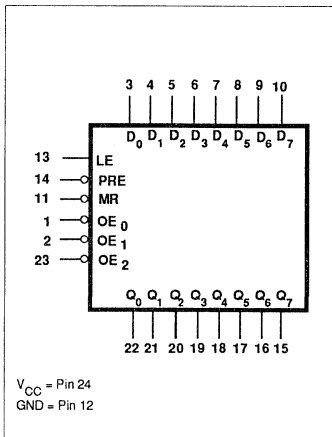 3 4 5 6 7 8 9 10
D0 D1 D2 D3 D4 D5 D6 D7
13 LE
14 PRE
11 MR
1 OE0
2 OE1
23 OE2
Q0 Q1 Q2 Q3 Q4 Q5 Q6 Q7
22 21 20 19 18 17 16 15
VCC = Pin 24
GND = Pin 12